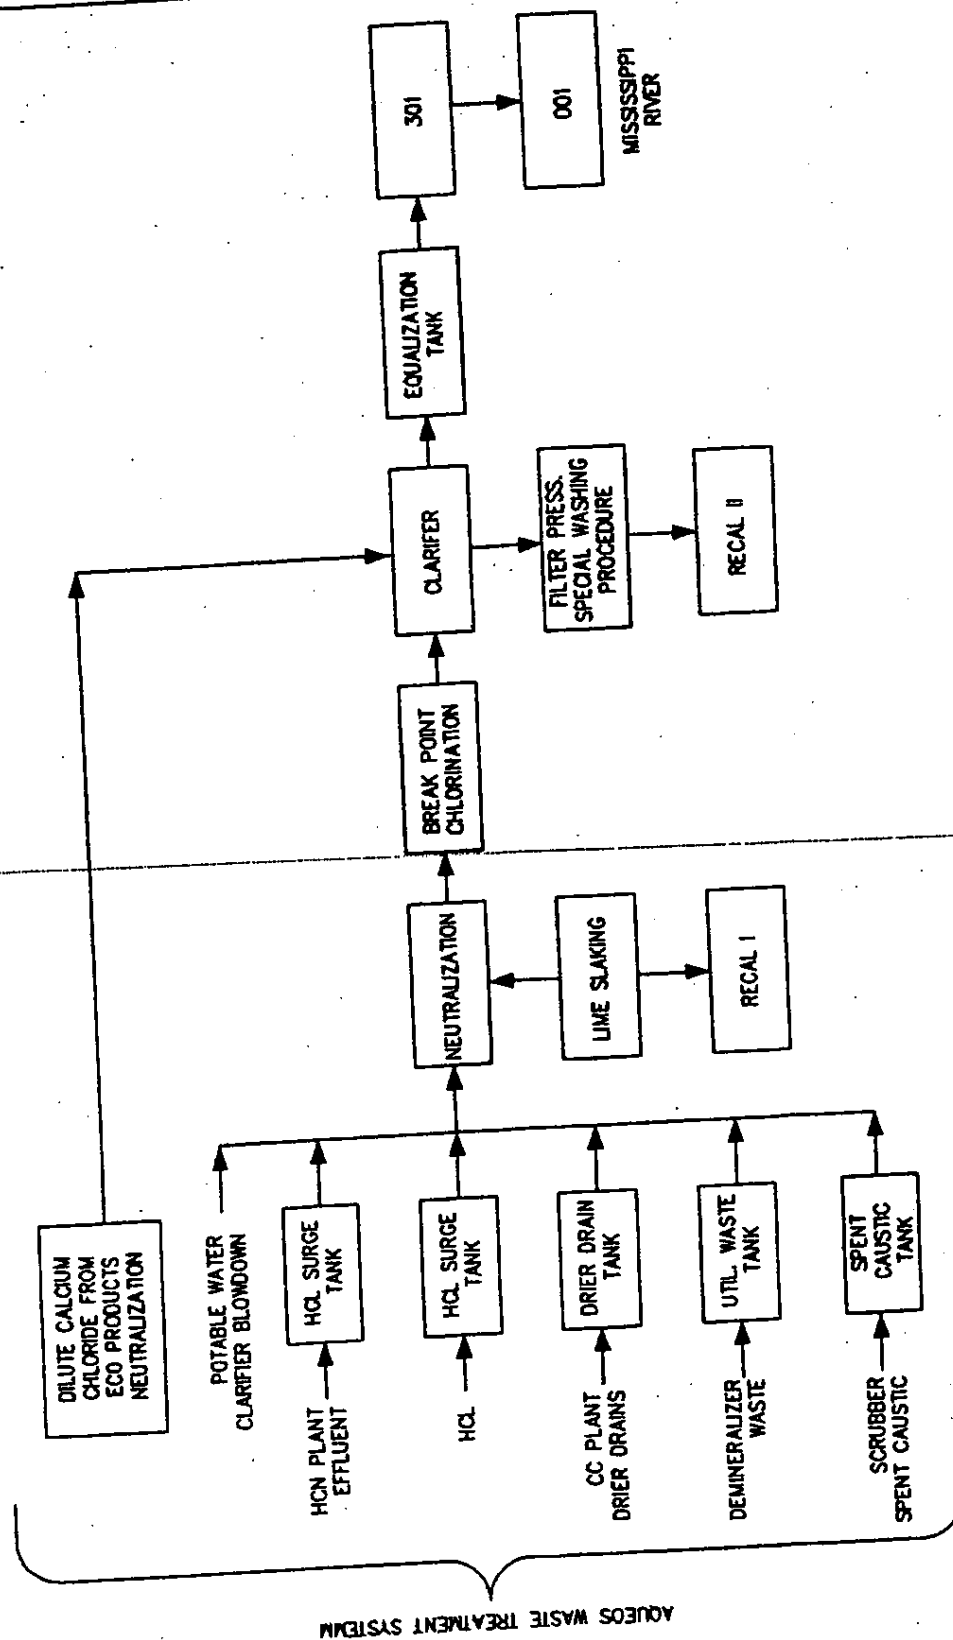 AQUEOS WASTE TREATMENT SYSTEMM
DILUTE CALCIUM
CHLORIDE FROM
ECO PRODUCTS
NEUTRALIZATION
POTABLE WATER
CLARIFIER BLOWDOWN
HCN PLANT
EFFLUENT
HCL SURGE
TANK
HCL
HCL SURGE
TANK
CC PLANT
DRIER DRAINS
DRIER DRAIN
TANK
DEMINERALIZER
WASTE
UTIL. WASTE
TANK
SCRUBBER
SPENT CAUSTIC
SPENT
CAUSTIC
TANK
NEUTRALIZATION
LIME SLAKING
RECAL I
BREAK POINT
CHLORINATION
CLARIFER
FILTER PRESS.
SPECIAL WASHING
PROCEDURE
RECAL II
EQUALIZATION
TANK
301
001
MISSISSIPPI
RIVER